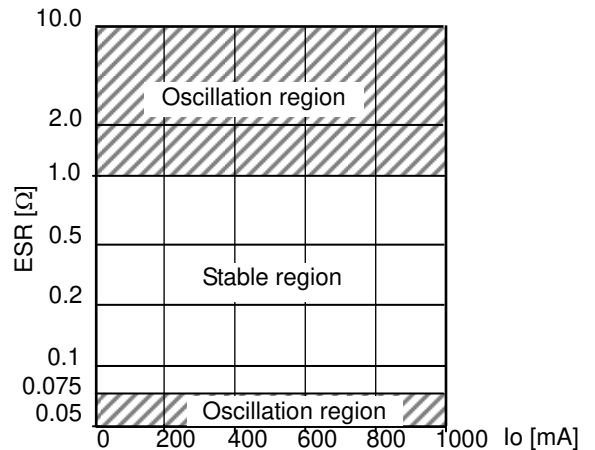 10.0
Oscillation region
2.0
1.0
ESR [Ω]
0.5
Stable region
0.2
0.1
0.075
Oscillation region
0.05
0 200 400 600 800 1000 Io [mA]